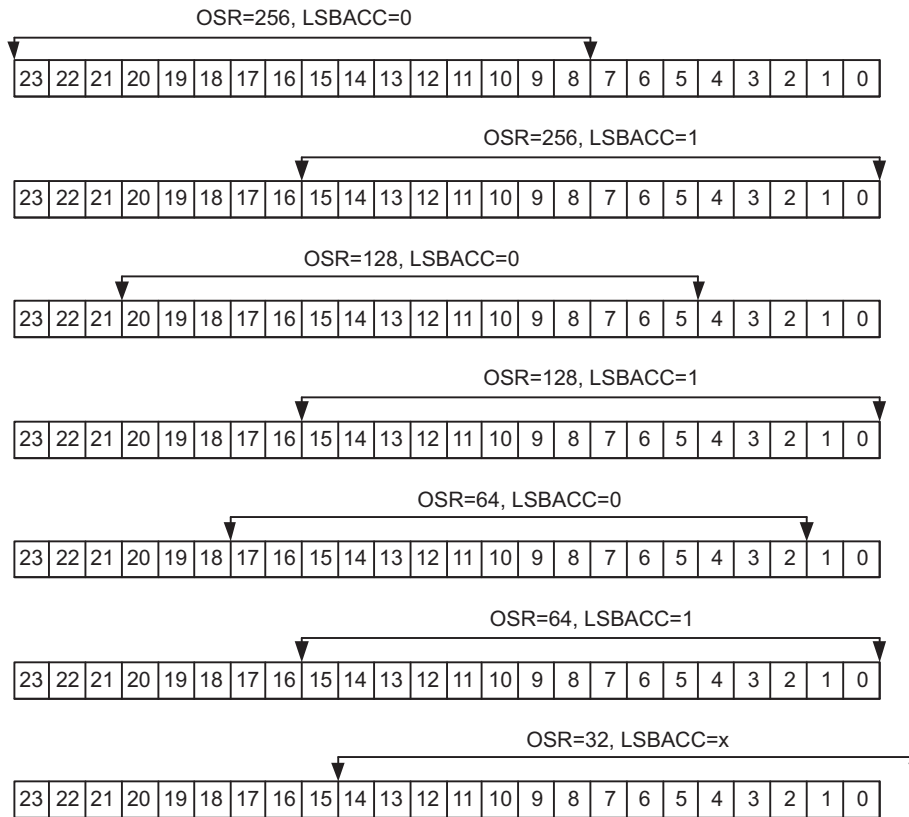 OSR=256, LSBACC=0
23 22 21 20 19 18 17 16 15 14 13 12 11 10 9 8 7 6 5 4 3 2 1 0
OSR=256, LSBACC=1
23 22 21 20 19 18 17 16 15 14 13 12 11 10 9 8 7 6 5 4 3 2 1 0
OSR=128, LSBACC=0
23 22 21 20 19 18 17 16 15 14 13 12 11 10 9 8 7 6 5 4 3 2 1 0
OSR=128, LSBACC=1
23 22 21 20 19 18 17 16 15 14 13 12 11 10 9 8 7 6 5 4 3 2 1 0
OSR=64, LSBACC=0
23 22 21 20 19 18 17 16 15 14 13 12 11 10 9 8 7 6 5 4 3 2 1 0
OSR=64, LSBACC=1
23 22 21 20 19 18 17 16 15 14 13 12 11 10 9 8 7 6 5 4 3 2 1 0
OSR=32, LSBACC=x
23 22 21 20 19 18 17 16 15 14 13 12 11 10 9 8 7 6 5 4 3 2 1 0